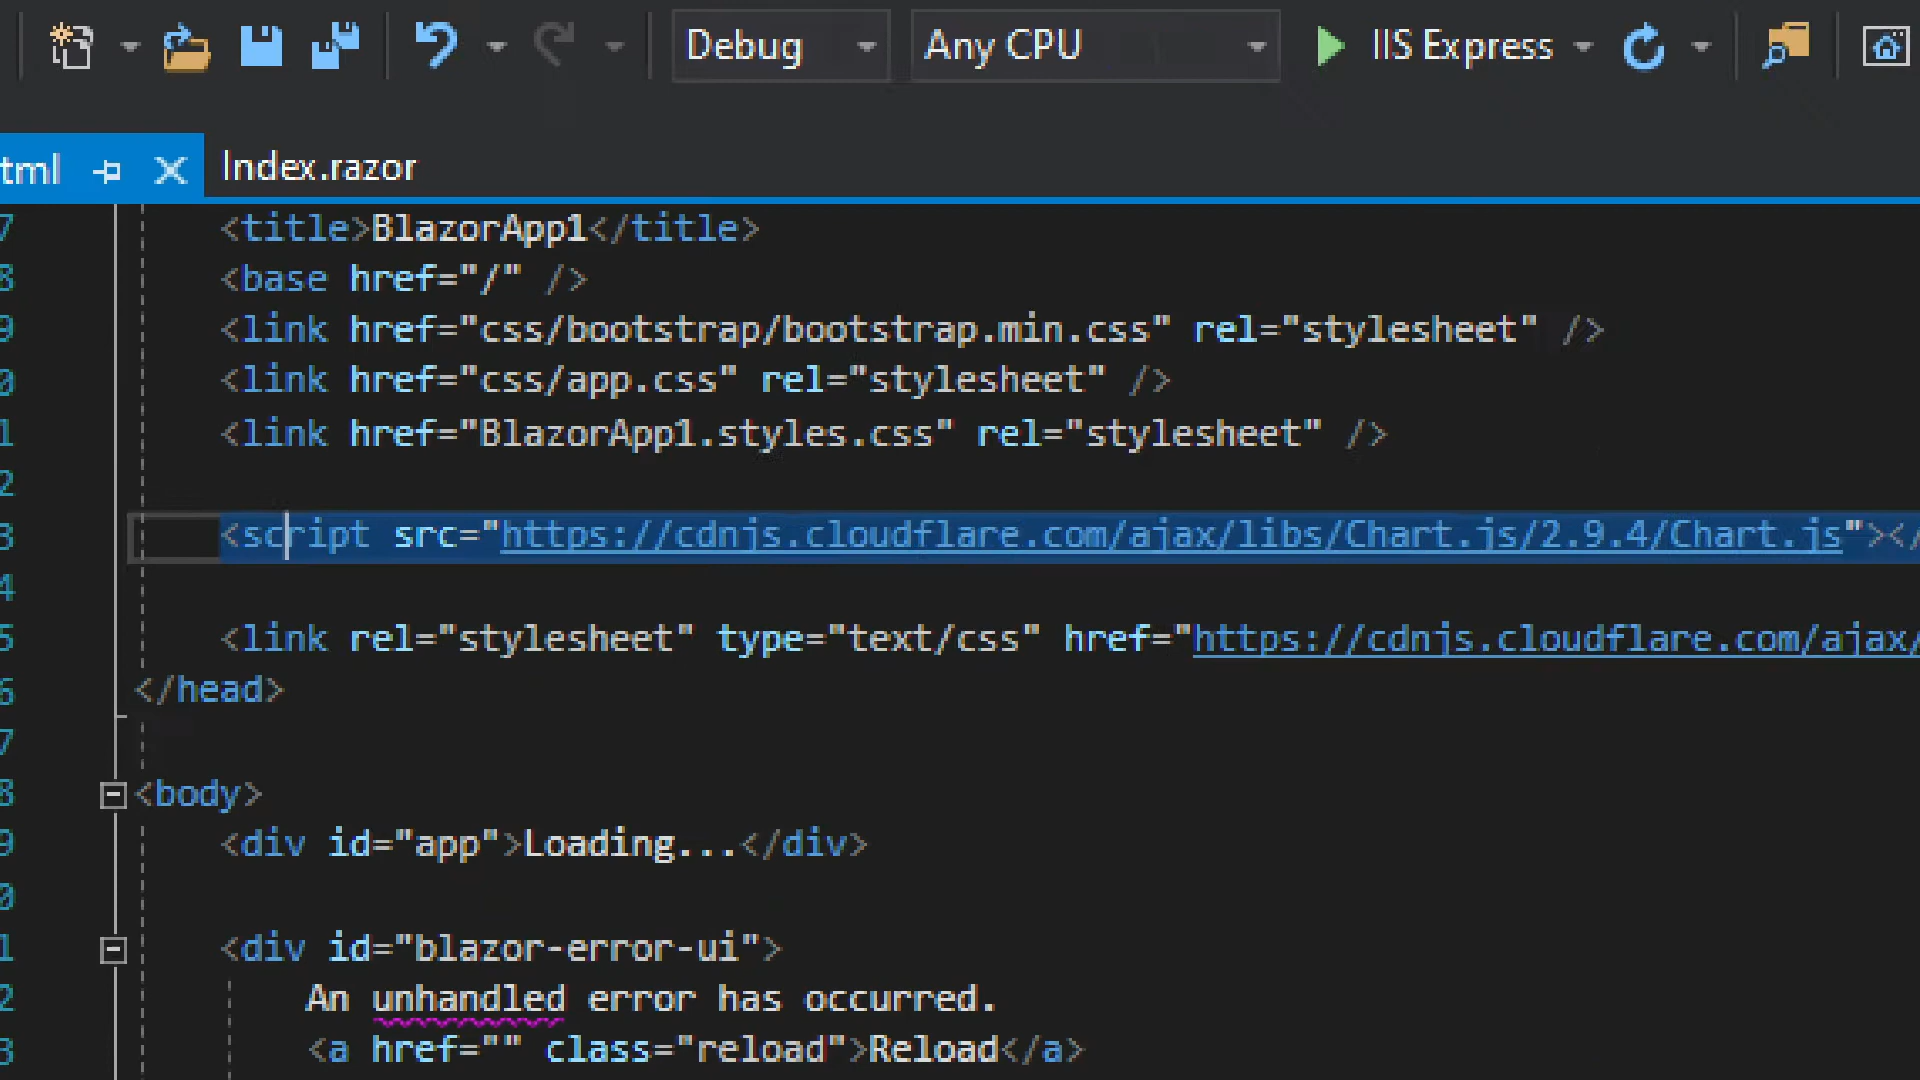 Debug Any CPU IIS Express
tml Index.razor
7 <title>BlazorApp1</title>
8 <base href="/" />
9 <link href="css/bootstrap/bootstrap.min.css" rel="stylesheet" />
0 <link href="css/app.css" rel="stylesheet" />
1 <link href="BlazorApp1.styles.css" rel="stylesheet" />
2
3 <script src="https://cdnjs.cloudflare.com/ajax/libs/Chart.js/2.9.4/Chart.js"></
4
5 <link rel="stylesheet" type="text/css" href="https://cdnjs.cloudflare.com/ajax/
6 </head>
7
8 <body>
9 <div id="app">Loading...</div>
0
1 <div id="blazor-error-ui">
2 An unhandled error has occurred.
3 <a href="" class="reload">Reload</a>